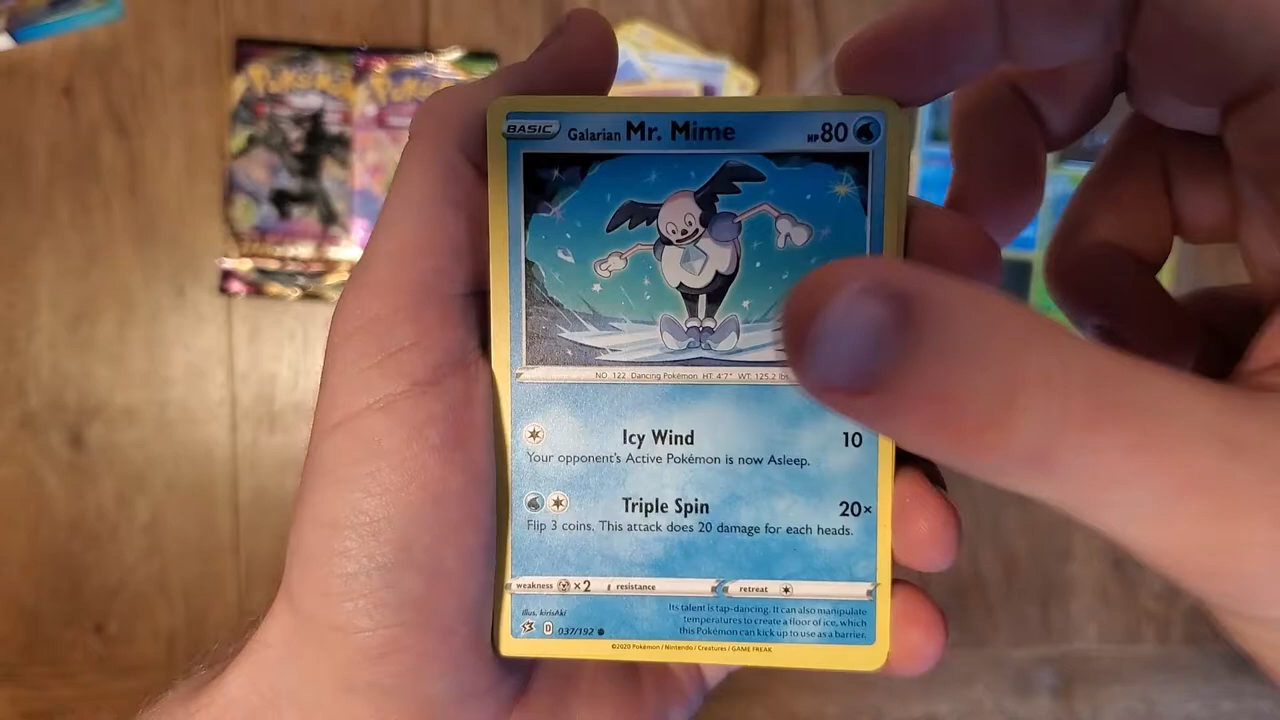 Pokémon
BASIC Galarian Mr. Mime HP 80
NO. 122 Dancing Pokémon HT: 4'7" WT: 125.2 lbs.
Icy Wind 10
Your opponent's Active Pokémon is now Asleep.
Triple Spin 20×
Flip 3 coins. This attack does 20 damage for each heads.
weakness ×2 resistance retreat
Illus. kirisAki
D 037/192
Its talent is tap-dancing. It can also manipulate
temperatures to create a floor of ice, which
this Pokémon can kick up to use as a barrier.
©2020 Pokémon / Nintendo / Creatures / GAME FREAK